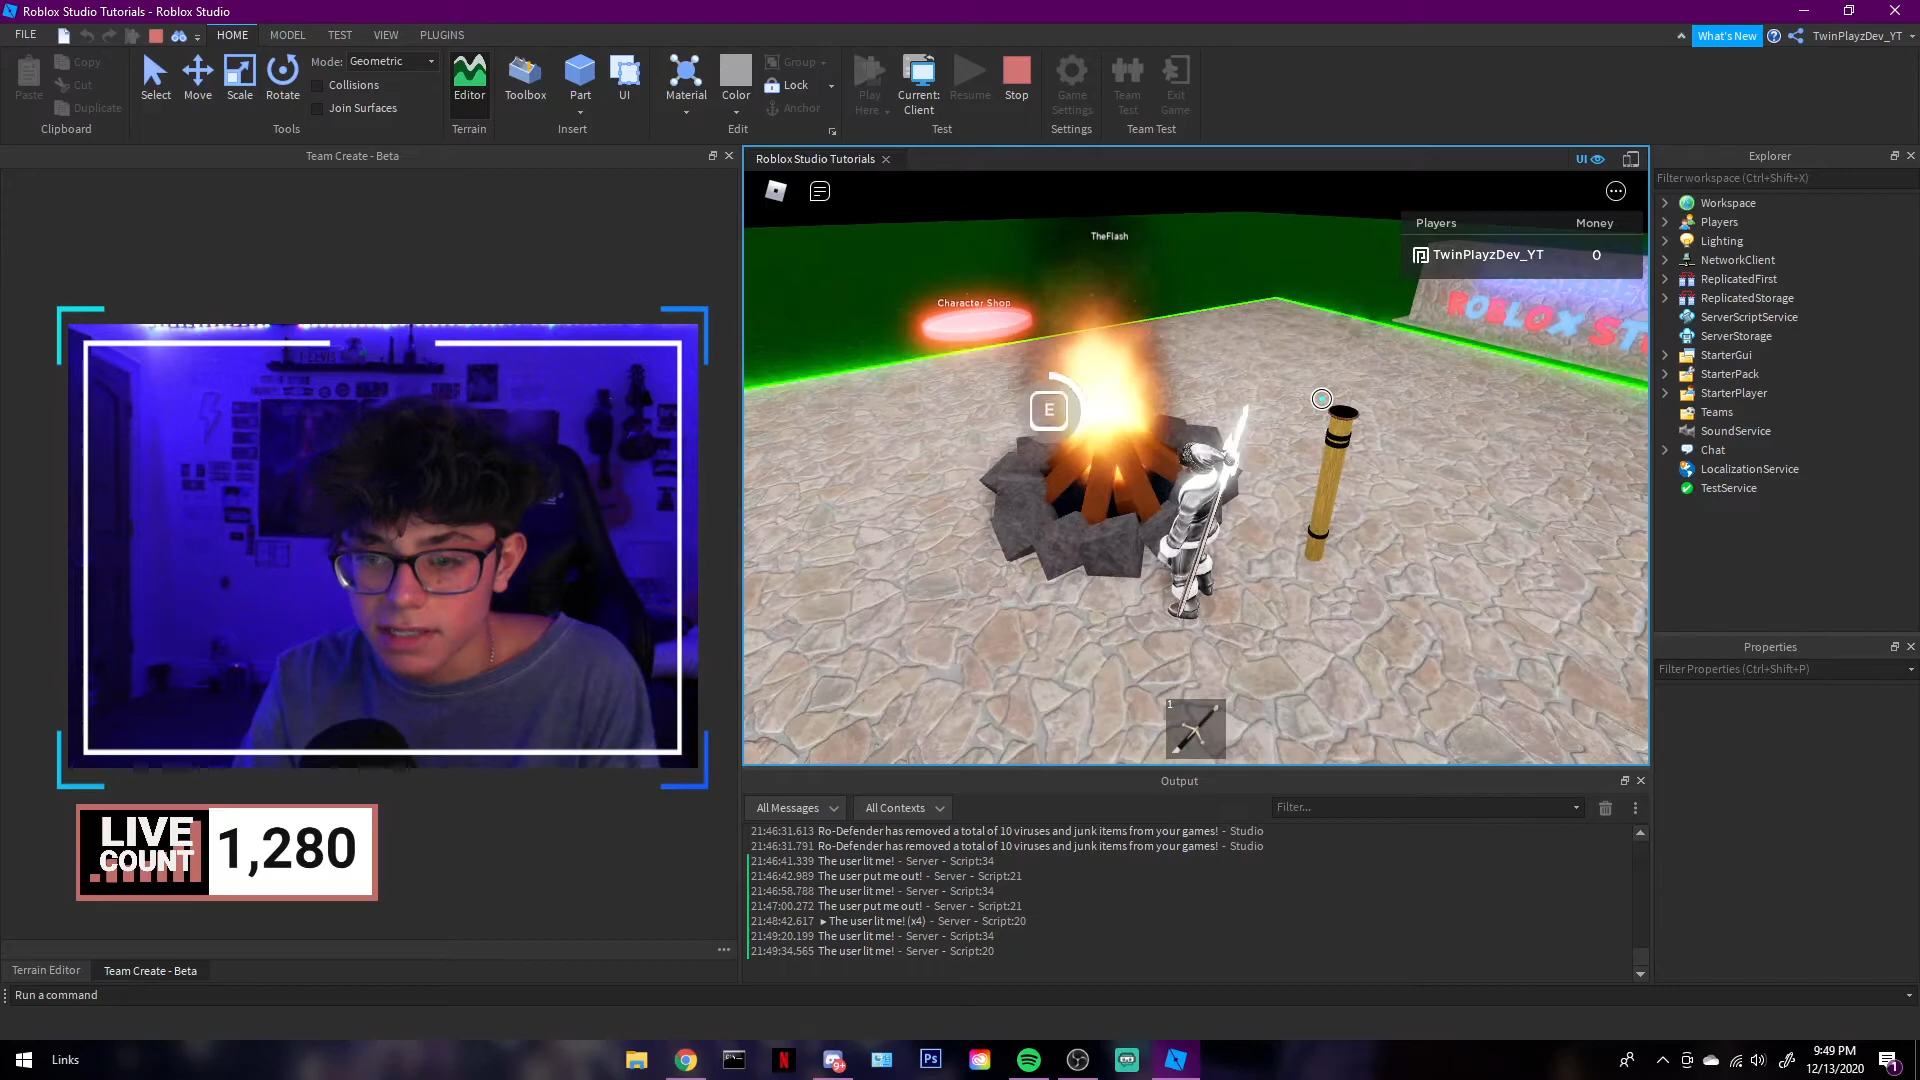 Roblox Studio Tutorials - Roblox Studio
FILE HOME MODEL TEST VIEW PLUGINS What's New TwinPlayzDev_YT
Paste Copy Cut Duplicate Clipboard
Select Move Scale Rotate Mode: Geometric Collisions Join Surfaces Tools
Editor Terrain
Toolbox Part UI Insert
Material Color Group Lock Anchor Edit
Play Here Current: Client Resume Stop Test
Game Settings Settings
Team Test Exit Game Team Test
Team Create - Beta
LIVE COUNT 1,280
Terrain Editor Team Create - Beta
Run a command
Roblox Studio Tutorials
UI
TheFlash
Players Money
TwinPlayzDev_YT 0
Character Shop
E
ROBLOX ST
1
Output
All Messages All Contexts Filter...
21:46:31.613 Ro-Defender has removed a total of 10 viruses and junk items from your games! - Studio
21:46:31.791 Ro-Defender has removed a total of 10 viruses and junk items from your games! - Studio
21:46:41.339 The user lit me! - Server - Script:34
21:46:42.989 The user put me out! - Server - Script:21
21:46:58.788 The user lit me! - Server - Script:34
21:47:00.272 The user put me out! - Server - Script:21
21:48:42.617 ▸ The user lit me! (x4) - Server - Script:20
21:49:20.199 The user lit me! - Server - Script:34
21:49:34.565 The user lit me! - Server - Script:20
Explorer
Filter workspace (Ctrl+Shift+X)
Workspace
Players
Lighting
NetworkClient
ReplicatedFirst
ReplicatedStorage
ServerScriptService
ServerStorage
StarterGui
StarterPack
StarterPlayer
Teams
SoundService
Chat
LocalizationService
TestService
Properties
Filter Properties (Ctrl+Shift+P)
Links
Ps
9+
9:49 PM
12/13/2020
1